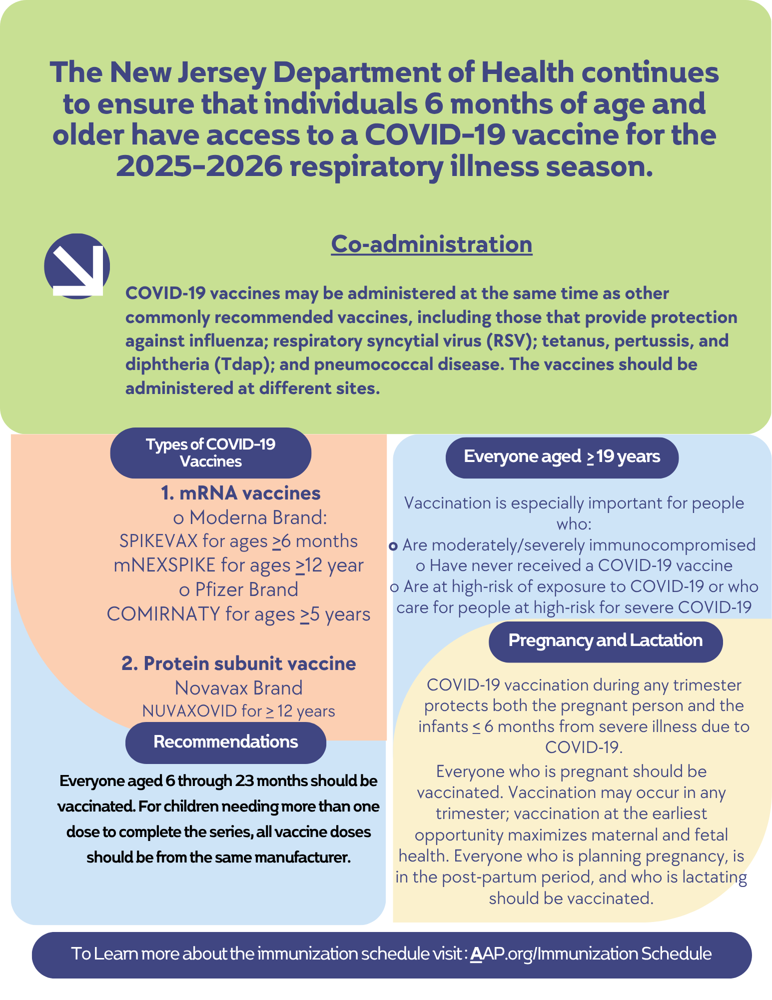 The New Jersey Department of Health continues
to ensure that individuals 6 months of age and
older have access to a COVID-19 vaccine for the
2025-2026 respiratory illness season.
Co-administration
COVID-19 vaccines may be administered at the same time as other
commonly recommended vaccines, including those that provide protection
against influenza; respiratory syncytial virus (RSV); tetanus, pertussis, and
diphtheria (Tdap); and pneumococcal disease. The vaccines should be
administered at different sites.
Types of COVID-19
Vaccines
1. mRNA vaccines
o Moderna Brand:
SPIKEVAX for ages ≥6 months
mNEXSPIKE for ages ≥12 year
o Pfizer Brand
COMIRNATY for ages ≥5 years
2. Protein subunit vaccine
Novavax Brand
NUVAXOVID for ≥ 12 years
Recommendations
Everyone aged 6 through 23 months should be
vaccinated. For children needing more than one
dose to complete the series, all vaccine doses
should be from the same manufacturer.
Everyone aged ≥ 19 years
Vaccination is especially important for people
who:
o Are moderately/severely immunocompromised
o Have never received a COVID-19 vaccine
o Are at high-risk of exposure to COVID-19 or who
care for people at high-risk for severe COVID-19
Pregnancy and Lactation
COVID-19 vaccination during any trimester
protects both the pregnant person and the
infants ≤ 6 months from severe illness due to
COVID-19.
Everyone who is pregnant should be
vaccinated. Vaccination may occur in any
trimester; vaccination at the earliest
opportunity maximizes maternal and fetal
health. Everyone who is planning pregnancy, is
in the post-partum period, and who is lactating
should be vaccinated.
To Learn more about the immunization schedule visit: AAP.org/Immunization Schedule